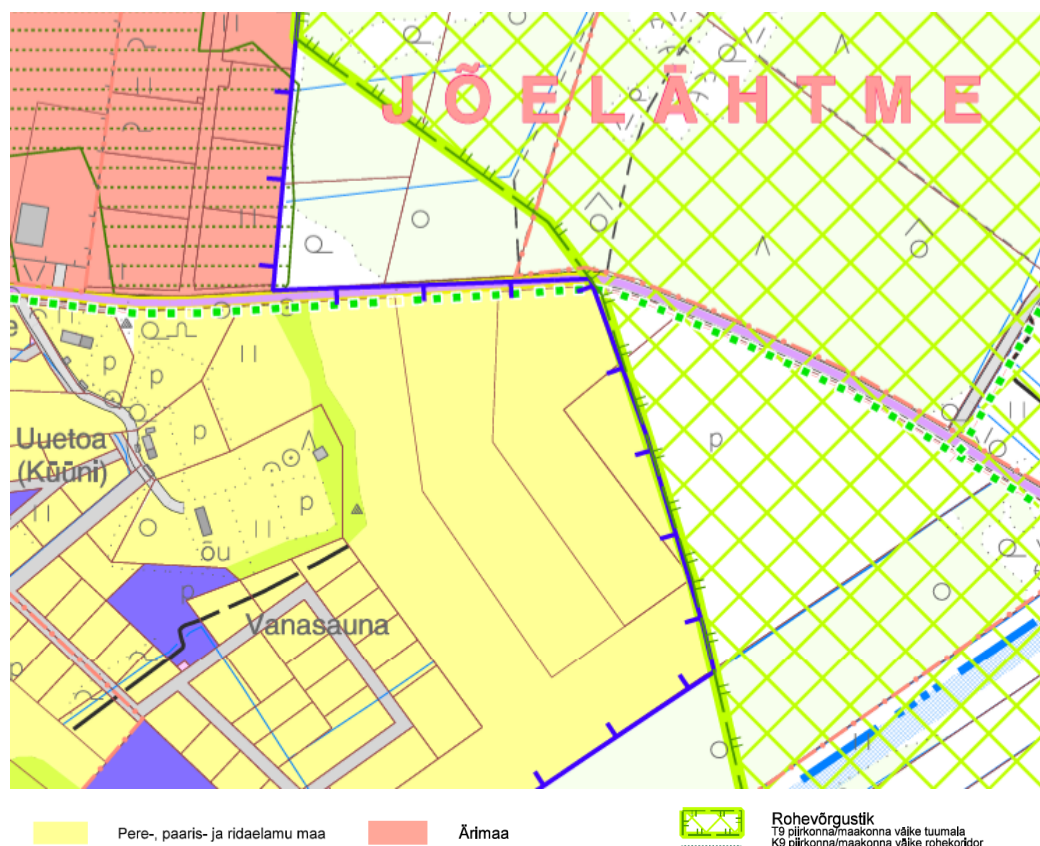 JÕELÄHTME
e
p
p
p
p
Uuetoa
(Küüni)
p
õu
p
Vanasauna
p
Pere-, paaris- ja ridaelamu maa
Ärimaa
Rohevõrgustik
T9 piirkonna/maakonna väike tuumala
K9 piirkonna/maakonna väike rohekoridor